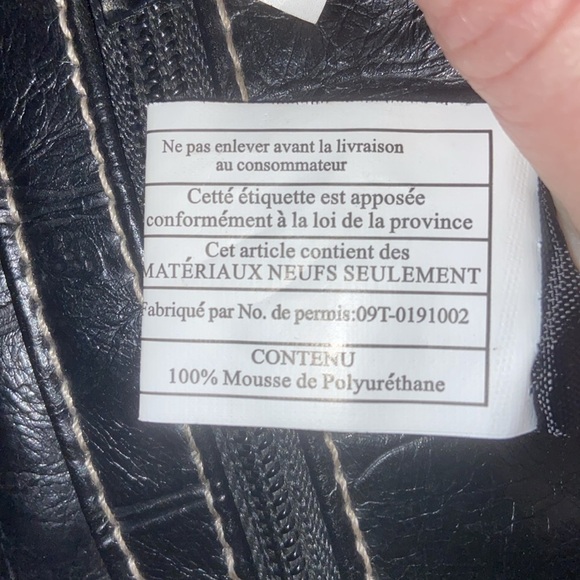 Ne pas enlever avant la livraison
au consommateur
Cetté étiquette est apposée
conformément à la loi de la province
Cet article contient des
MATÉRIAUX NEUFS SEULEMENT
Fabriqué par No. de permis:09T-0191002
CONTENU
100% Mousse de Polyuréthane